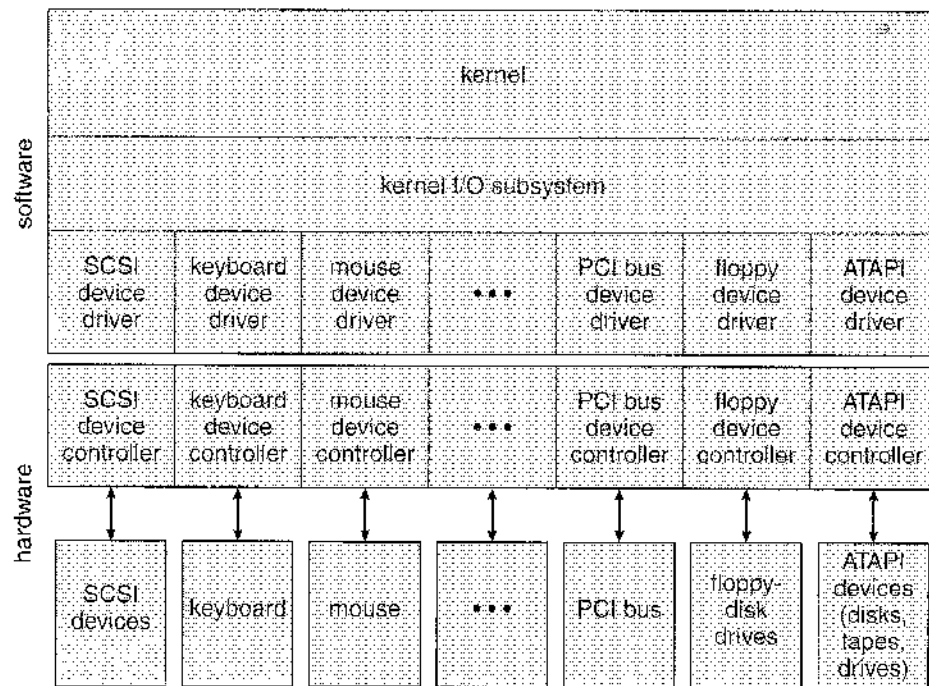 kernel
kernel I/O subsystem
software
SCSI
device
driver
keyboard
device
driver
mouse
device
driver
•••
PCI bus
device
driver
floppy
device
driver
ATAPI
device
driver
hardware
SCSI
device
controller
keyboard
device
controller
mouse
device
controller
•••
PCI bus
device
controller
floppy
device
controller
ATAPI
device
controller
SCSI
devices
keyboard
mouse
•••
PCI bus
floppy-
disk
drives
ATAPI
devices
(disks,
tapes,
drives)